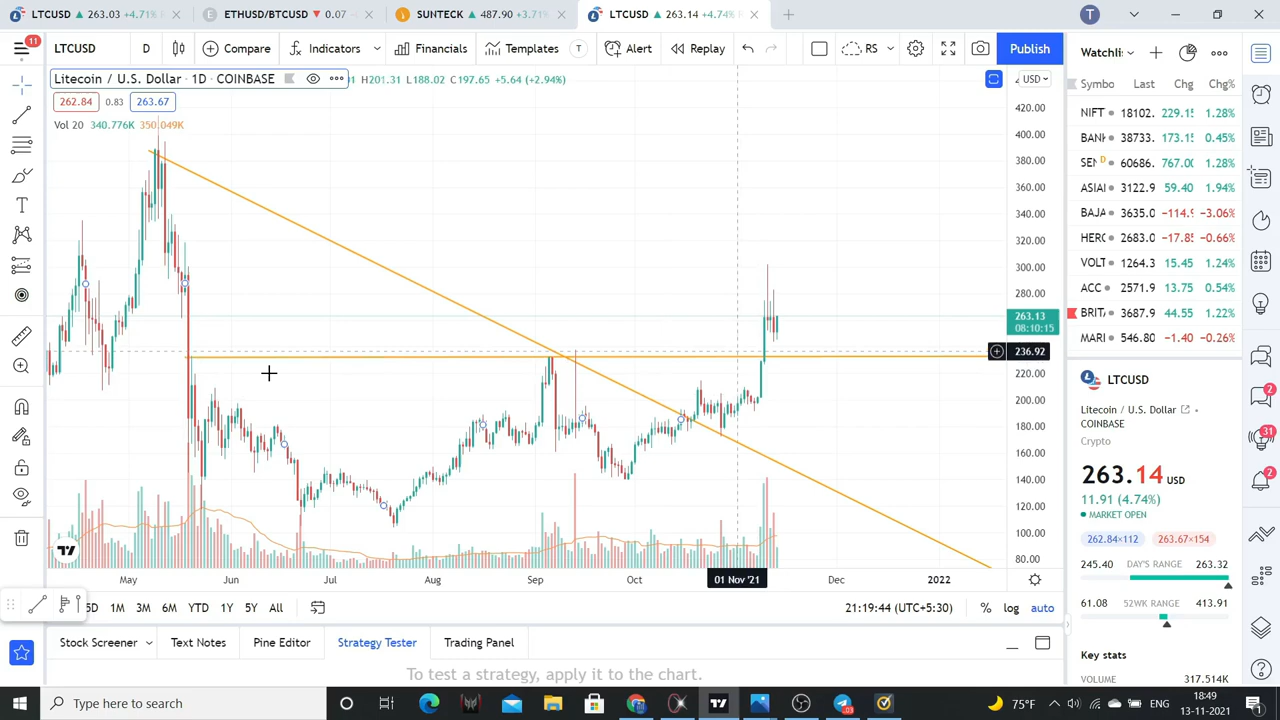 LTCUSD ▲ 263.03 +4.71%
ETHUSD/BTCUSD ▼ 0.07
SUNTECK ▲ 487.90 +3.71%
LTCUSD ▲ 263.14 +4.74%
T
11
LTCUSD D Compare Indicators Financials Templates T Alert Replay RS Publish
Watchli
Litecoin / U.S. Dollar · 1D · COINBASE
H201.31 L188.02 C197.65 +5.64 (+2.94%)
USD
262.84 0.83 263.67
Vol 20 340.776K 350.049K
420.00
400.00
380.00
360.00
340.00
320.00
300.00
280.00
263.13
08:10:15
236.92
220.00
200.00
180.00
160.00
140.00
120.00
100.00
80.00
May Jun Jul Aug Sep Oct 01 Nov '21 Dec 2022
5D 1M 3M 6M YTD 1Y 5Y All
21:19:44 (UTC+5:30) % log auto
Stock Screener Text Notes Pine Editor Strategy Tester Trading Panel
To test a strategy, apply it to the chart.
Symbo Last Chg Chg%
NIFT 18102. 229.15 1.28%
BANK 38733. 173.15 0.45%
SEN D 60686. 767.00 1.28%
ASIAI 3122.9 59.40 1.94%
BAJA 3635.0 −114.9 −3.06%
HERC 2683.0 −17.85 −0.66%
VOLT 1264.3 15.45 1.24%
ACC 2571.9 13.75 0.54%
BRIT 3687.9 44.55 1.22%
MARI 546.80 −1.40 −0.26%
LTCUSD
Litecoin / U.S. Dollar
COINBASE
Crypto
263.14 USD
11.91 (4.74%)
MARKET OPEN
262.84×112 263.67×154
245.40 DAY'S RANGE 263.32
61.08 52WK RANGE 413.91
Key stats
VOLUME 317.514K
2
31
2
Type here to search
03
75°F
ENG
18:49
13-11-2021